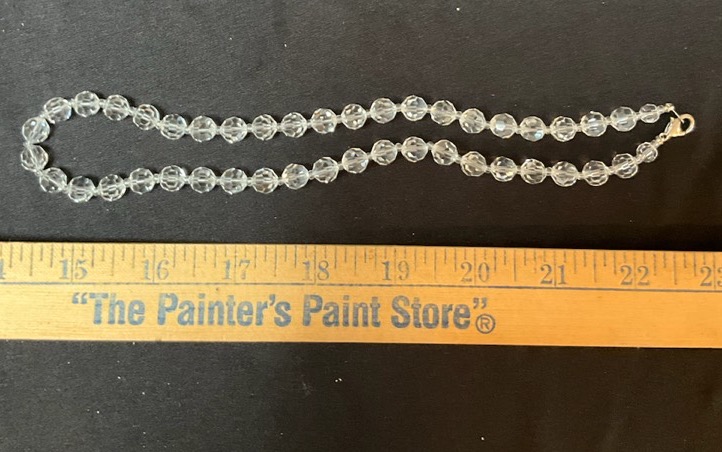 15 16 17 18 19 20 21 22
“The Painter’s Paint Store”®